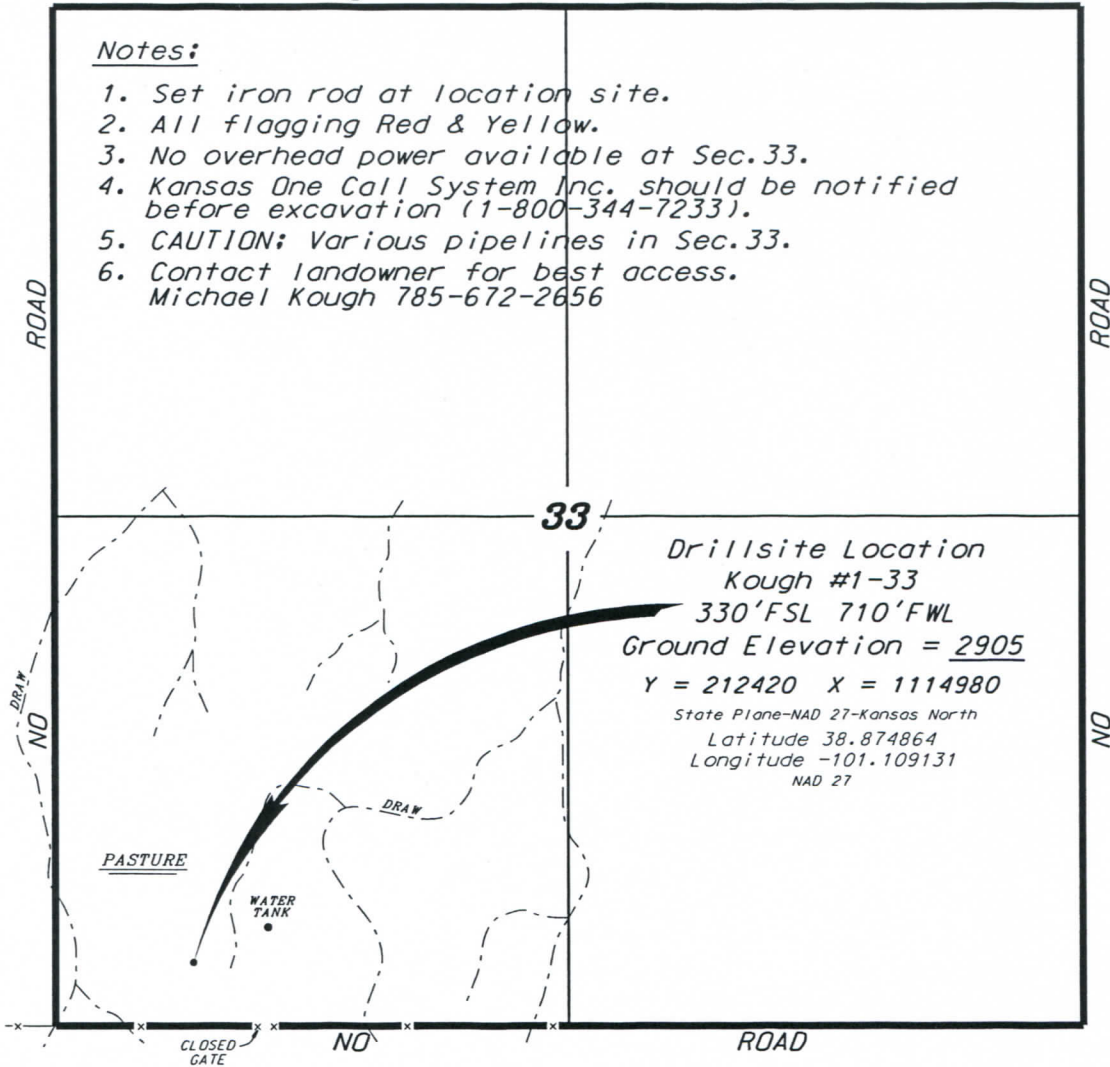 Notes:
1. Set iron rod at location site.
2. All flagging Red & Yellow.
3. No overhead power available at Sec.33.
4. Kansas One Call System Inc. should be notified
before excavation (1-800-344-7233).
5. CAUTION: Various pipelines in Sec.33.
6. Contact landowner for best access.
Michael Kough 785-672-2656
ROAD
ROAD
33
Drillsite Location
Kough #1-33
330'FSL 710'FWL
Ground Elevation = 2905
Y = 212420 X = 1114980
State Plane-NAD 27-Kansas North
Latitude 38.874864
Longitude -101.109131
NAD 27
DRAW
NO
NO
DRAW
PASTURE
WATER
TANK
CLOSED
GATE
NO
ROAD